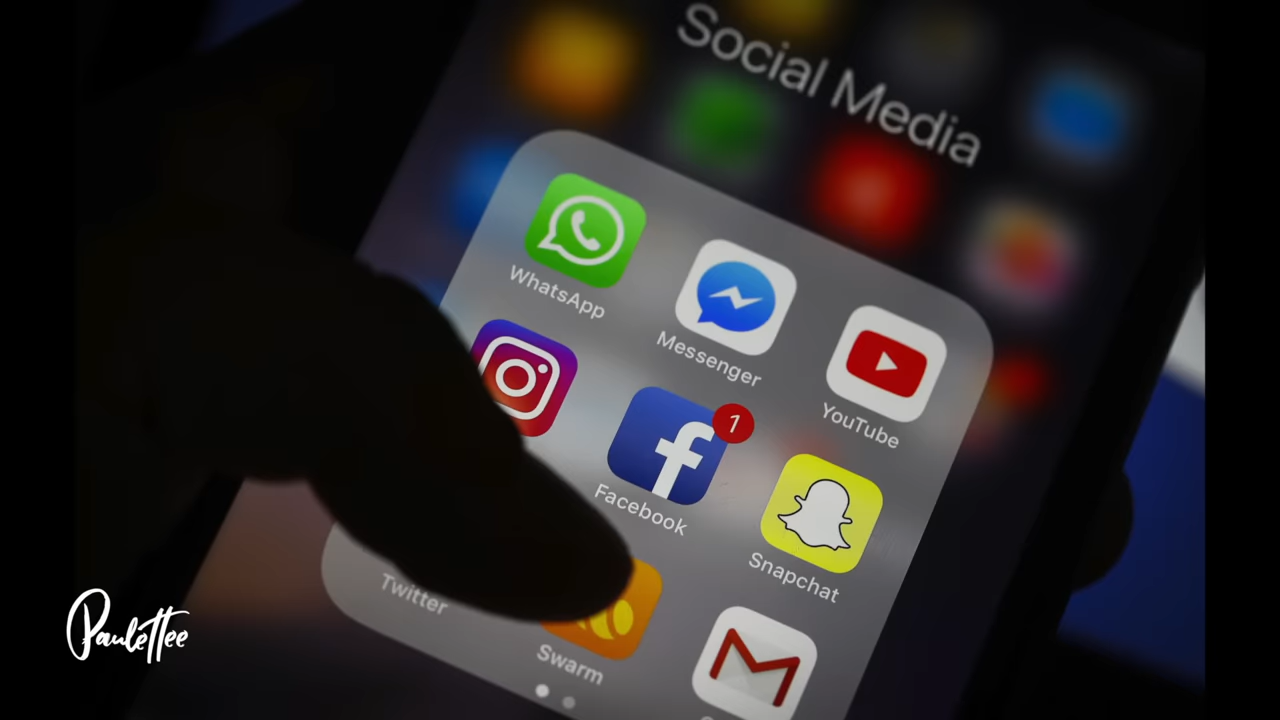 Social Media
WhatsApp
Messenger
YouTube
1
Facebook
Snapchat
Twitter
Swarm
Paulettee